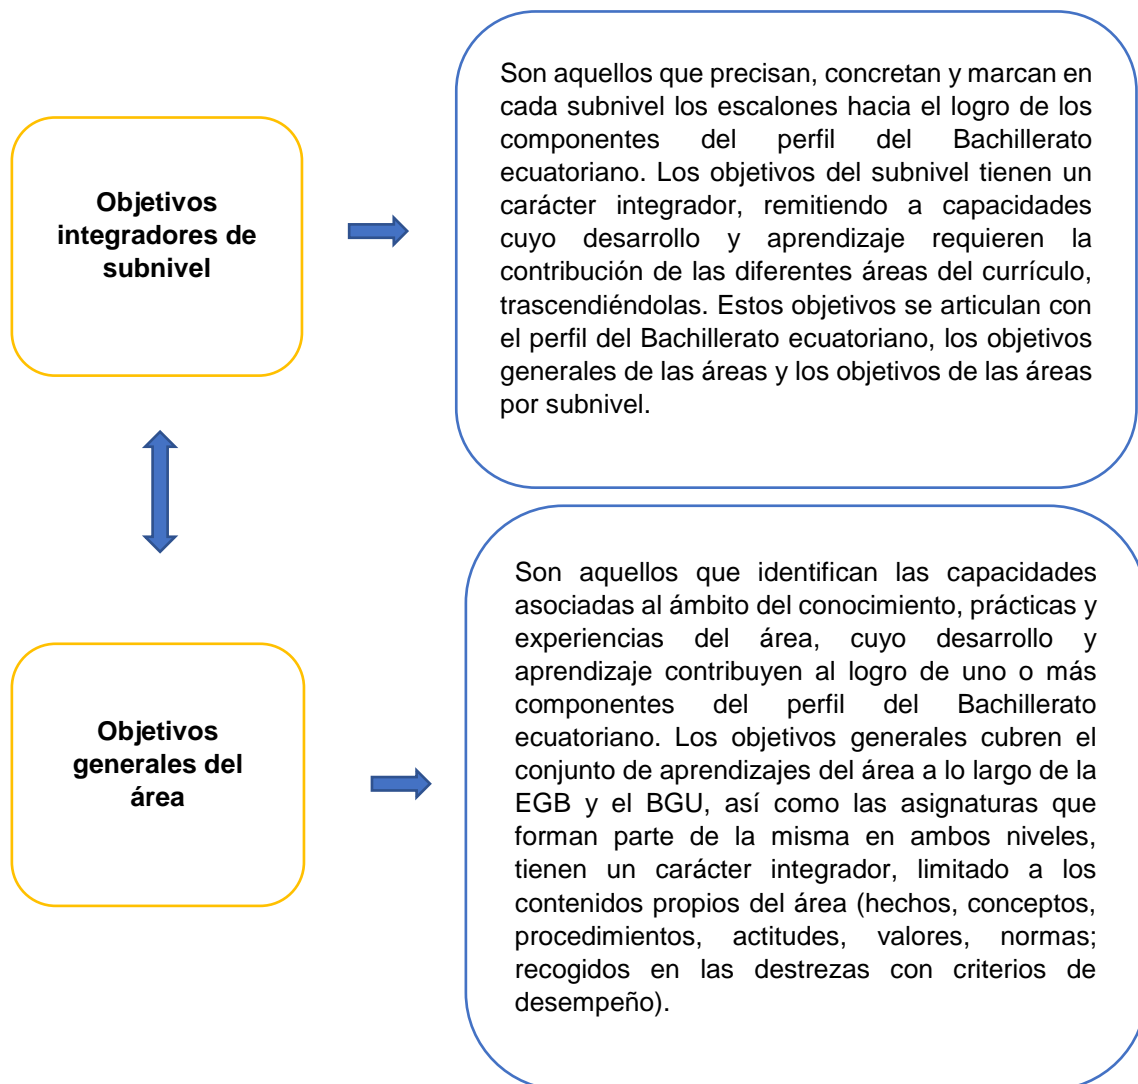 Objetivos
integradores de
subnivel
Son aquellos que precisan, concretan y marcan en
cada subnivel los escalones hacia el logro de los
componentes del perfil del Bachillerato
ecuatoriano. Los objetivos del subnivel tienen un
carácter integrador, remitiendo a capacidades
cuyo desarrollo y aprendizaje requieren la
contribución de las diferentes áreas del currículo,
trascendiéndolas. Estos objetivos se articulan con
el perfil del Bachillerato ecuatoriano, los objetivos
generales de las áreas y los objetivos de las áreas
por subnivel.
Objetivos
generales del
área
Son aquellos que identifican las capacidades
asociadas al ámbito del conocimiento, prácticas y
experiencias del área, cuyo desarrollo y
aprendizaje contribuyen al logro de uno o más
componentes del perfil del Bachillerato
ecuatoriano. Los objetivos generales cubren el
conjunto de aprendizajes del área a lo largo de la
EGB y el BGU, así como las asignaturas que
forman parte de la misma en ambos niveles,
tienen un carácter integrador, limitado a los
contenidos propios del área (hechos, conceptos,
procedimientos, actitudes, valores, normas;
recogidos en las destrezas con criterios de
desempeño).